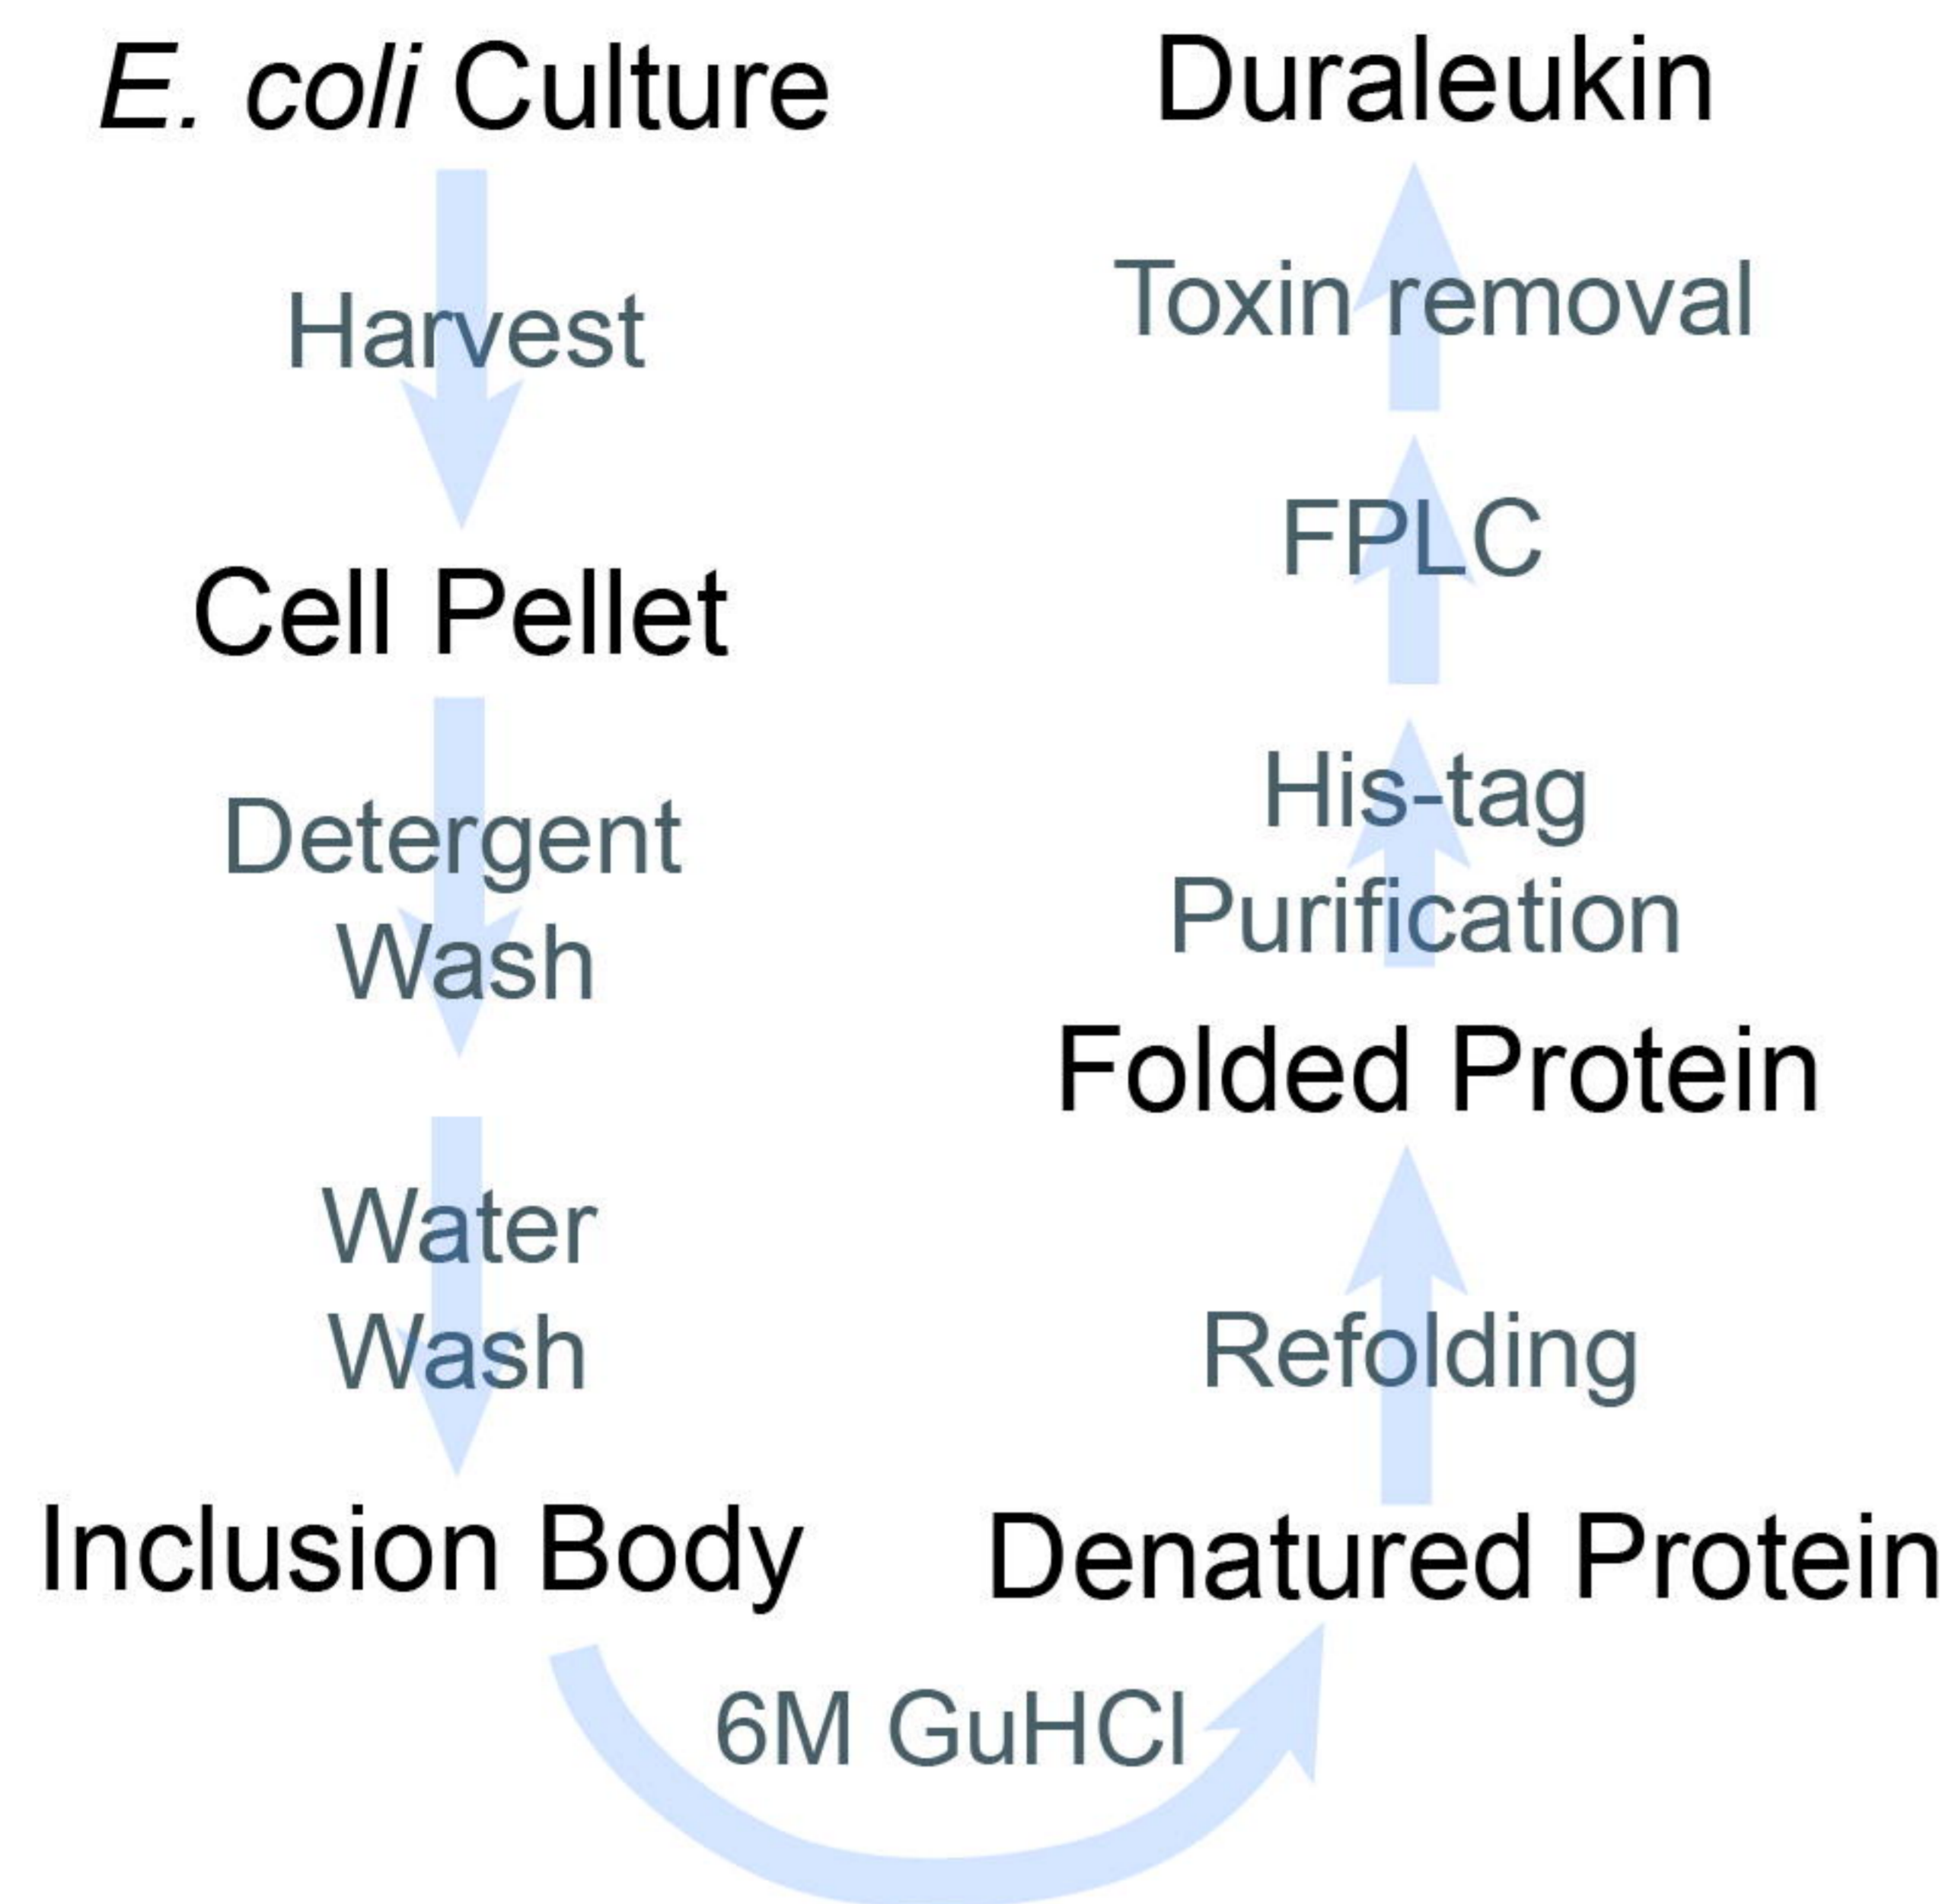 E. coli Culture
Harvest
Cell Pellet
Detergent
Wash
Water
Wash
Inclusion Body
6M GuHCl
Denatured Protein
Refolding
Folded Protein
His-tag
Purification
FPLC
Toxin removal
Duraleukin